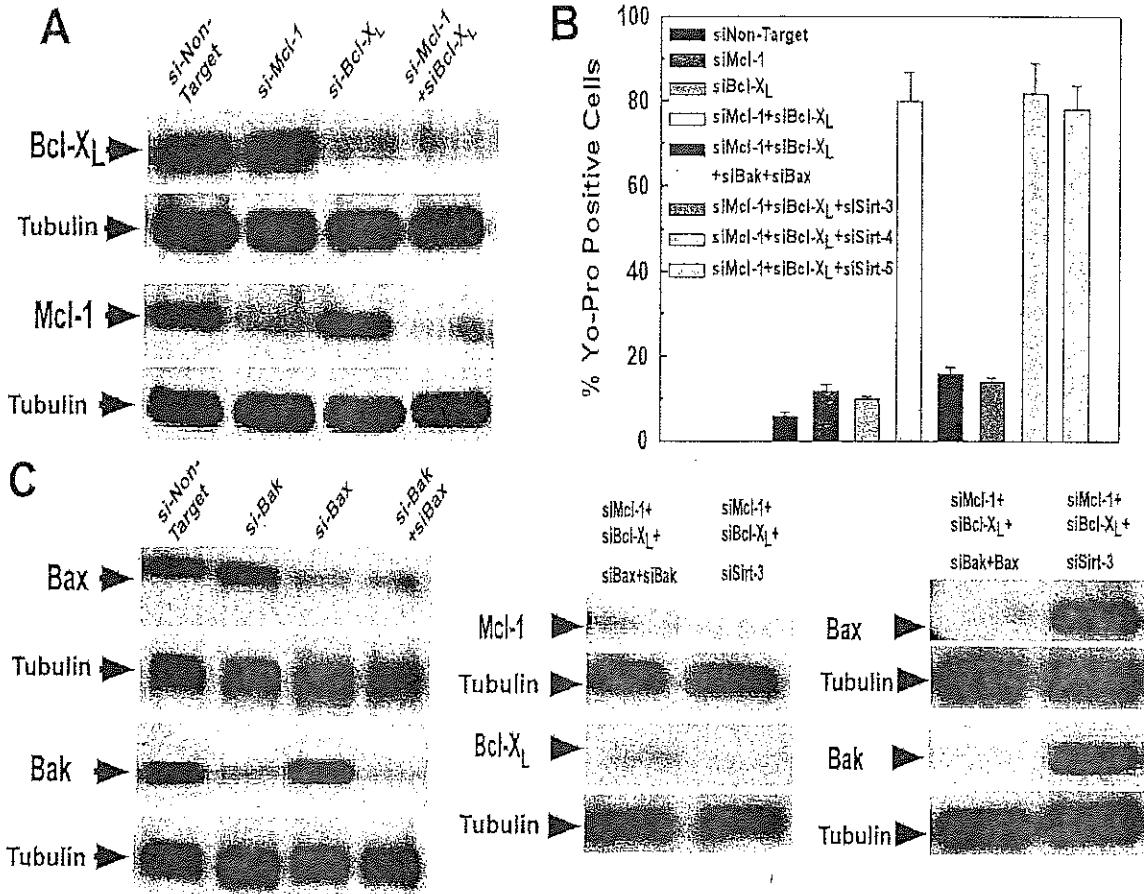 A
si-Non-
Target
si-Mcl-1
si-Bcl-XL
si-Mcl-1
+siBcl-XL
Bcl-XL
Tubulin
Mcl-1
Tubulin
B
% Yo-Pro Positive Cells
100
80
60
40
20
0
siNon-Target
siMcl-1
siBcl-XL
siMcl-1+siBcl-XL
siMcl-1+siBcl-XL
+siBak+siBax
siMcl-1+siBcl-XL+siSirt-3
siMcl-1+siBcl-XL+siSirt-4
siMcl-1+siBcl-XL+siSirt-5
C
si-Non-
Target
si-Bak
si-Bax
si-Bak
+siBax
Bax
Tubulin
Bak
Tubulin
siMcl-1+
siBcl-XL+
siBax+siBak
siMcl-1+
siBcl-XL+
siSirt-3
Mcl-1
Tubulin
Bcl-XL
Tubulin
siMcl-1+
siBcl-XL+
siBak+Bax
siMcl-1+
siBcl-XL+
siSirt-3
Bax
Tubulin
Bak
Tubulin